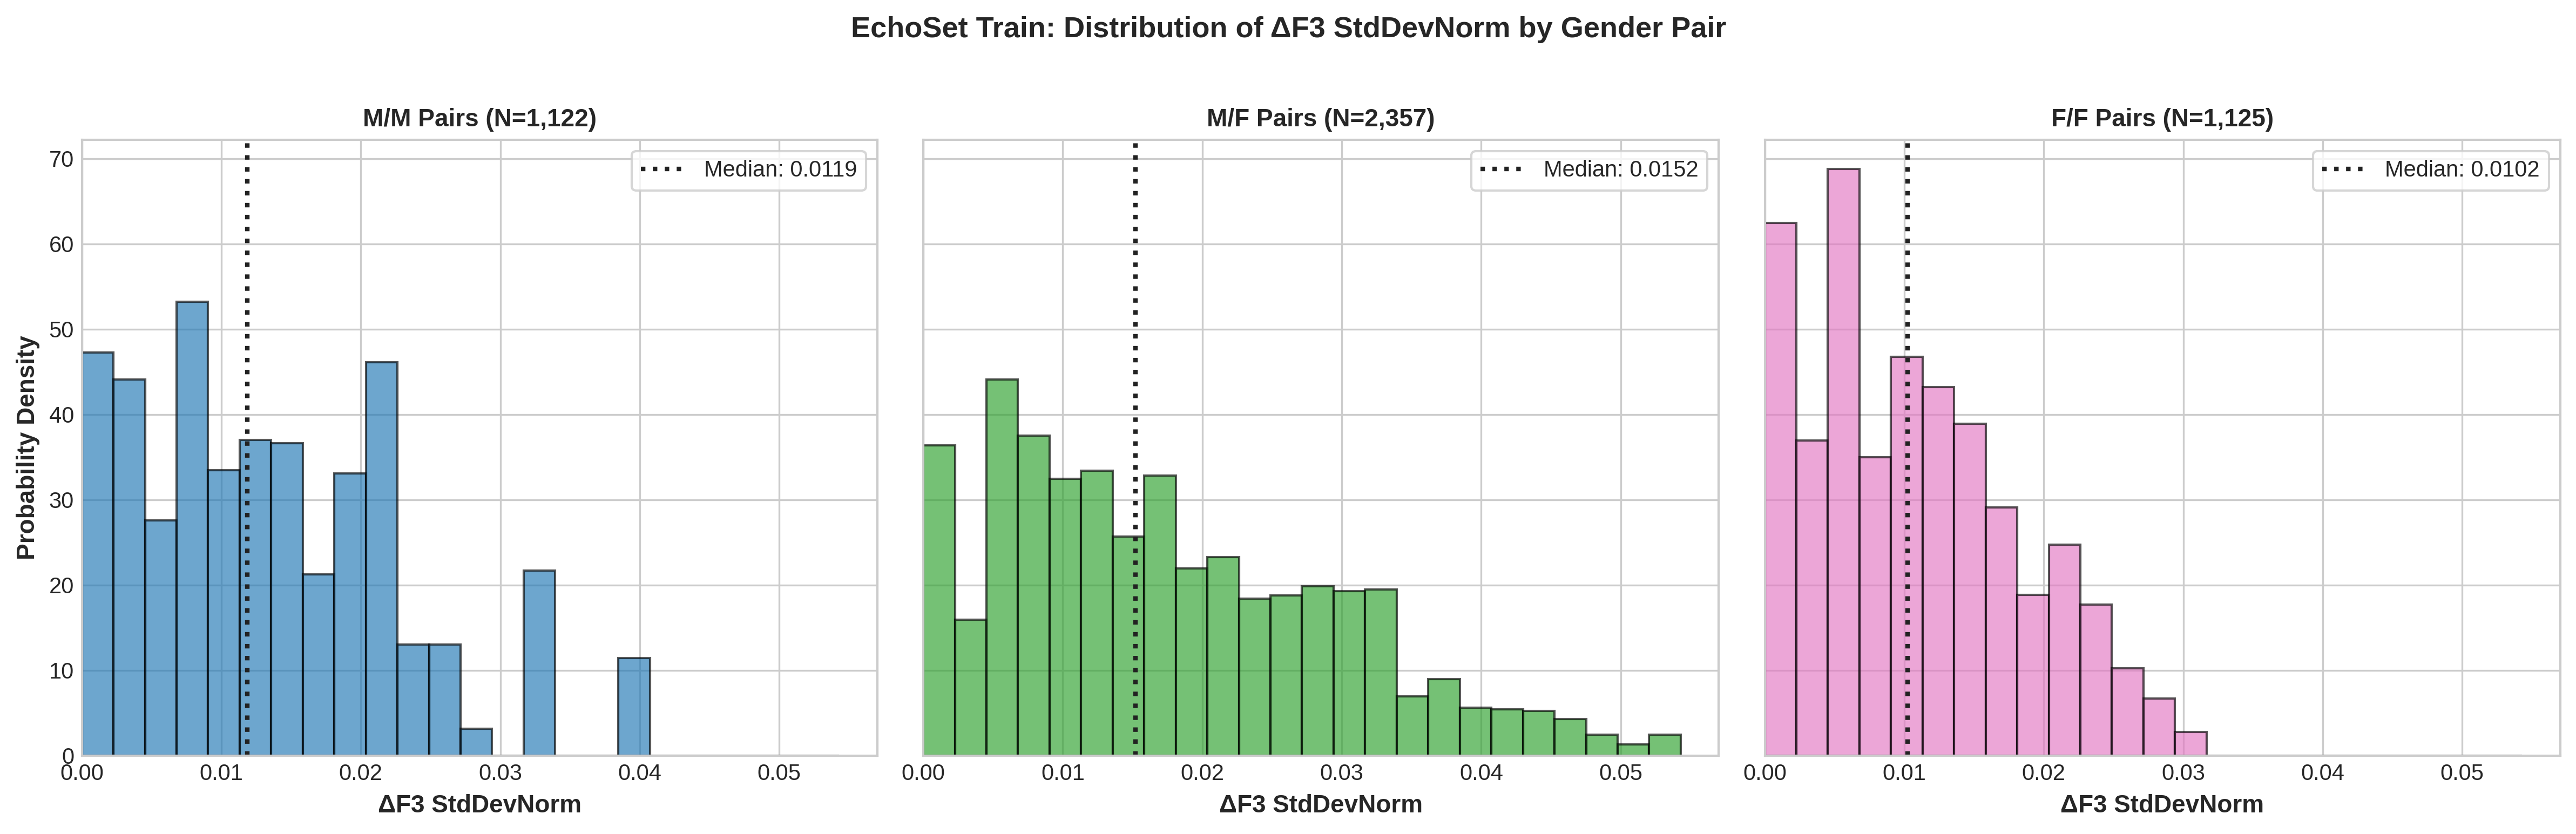 EchoSet Train: Distribution of ΔF3 StdDevNorm by Gender Pair
M/M Pairs (N=1,122)
Median: 0.0119
Probability Density
70
60
50
40
30
20
10
0
0.00 0.01 0.02 0.03 0.04 0.05
ΔF3 StdDevNorm
M/F Pairs (N=2,357)
Median: 0.0152
0.00 0.01 0.02 0.03 0.04 0.05
ΔF3 StdDevNorm
F/F Pairs (N=1,125)
Median: 0.0102
0.00 0.01 0.02 0.03 0.04 0.05
ΔF3 StdDevNorm